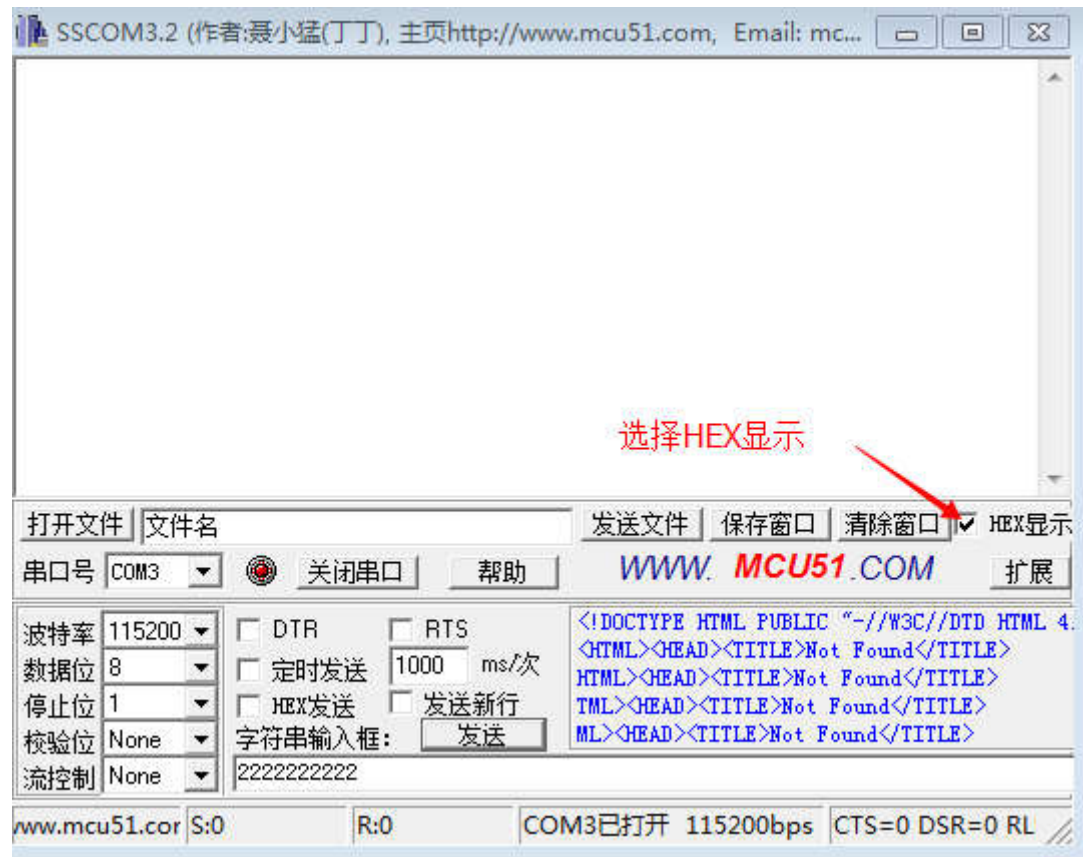 SSCOM3.2 (作者:聂小猛(丁丁), 主页http://www.mcu51.com, Email: mc...
选择HEX显示
打开文件 文件名 发送文件 保存窗口 清除窗口 HEX显示
串口号 COM3 关闭串口 帮助 WWW. MCU51.COM 扩展
波特率 115200 DTR RTS
数据位 8 定时发送 1000 ms/次
停止位 1 HEX发送 发送新行
校验位 None 字符串输入框: 发送
流控制 None 2222222222
<!DOCTYPE HTML PUBLIC "-//W3C//DTD HTML 4.
<HTML><HEAD><TITLE>Not Found</TITLE>
HTML><HEAD><TITLE>Not Found</TITLE>
TML><HEAD><TITLE>Not Found</TITLE>
ML><HEAD><TITLE>Not Found</TITLE>
www.mcu51.cor S:0 R:0 COM3已打开 115200bps CTS=0 DSR=0 RL